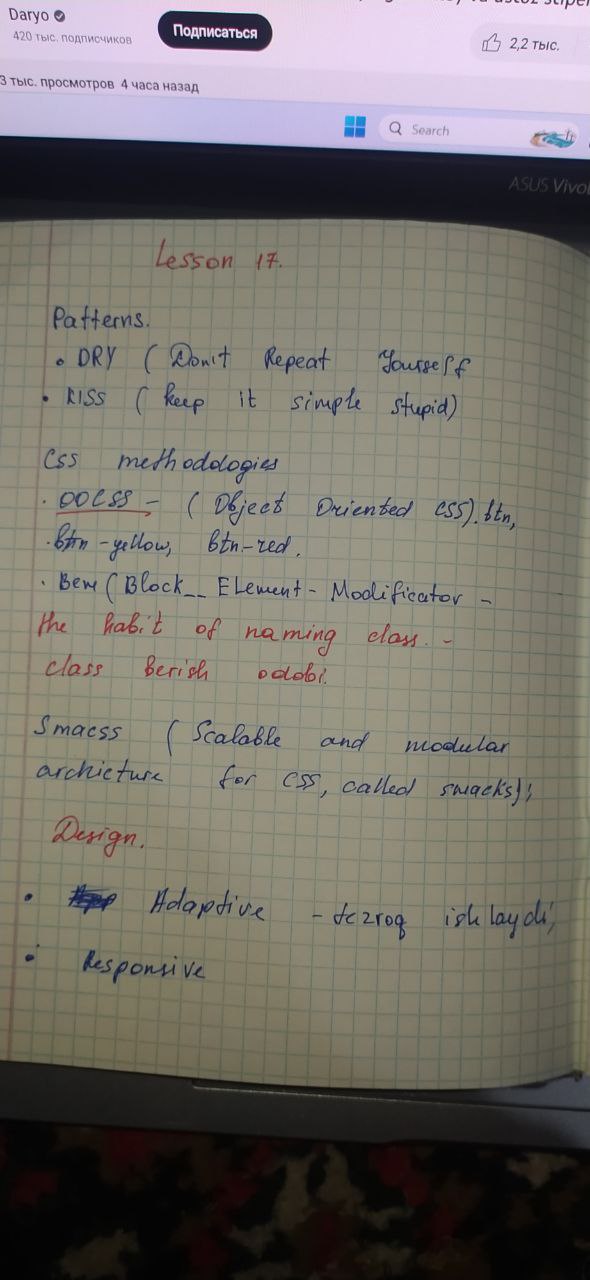 Daryo
420 тыс. подписчиков
Подписаться
2,2 тыс.
3 тыс. просмотров 4 часа назад
Search
ASUS Vivo
Lesson 17.
Patterns.
• DRY ( Don't Repeat Yourself
• KISS ( keep it simple stupid)
Css methodologies
• OOCSS - ( Object Oriented CSS). btn,
• btn-yellow, btn-red.
• Bem ( Block__ Element - Modificator -
the habit of naming class. -
class berish odobi.
Smacss ( Scalable and modular
archicture for css, called smacks);
Design.
• Adaptive - tezroq ishlaydi,
• Responsive